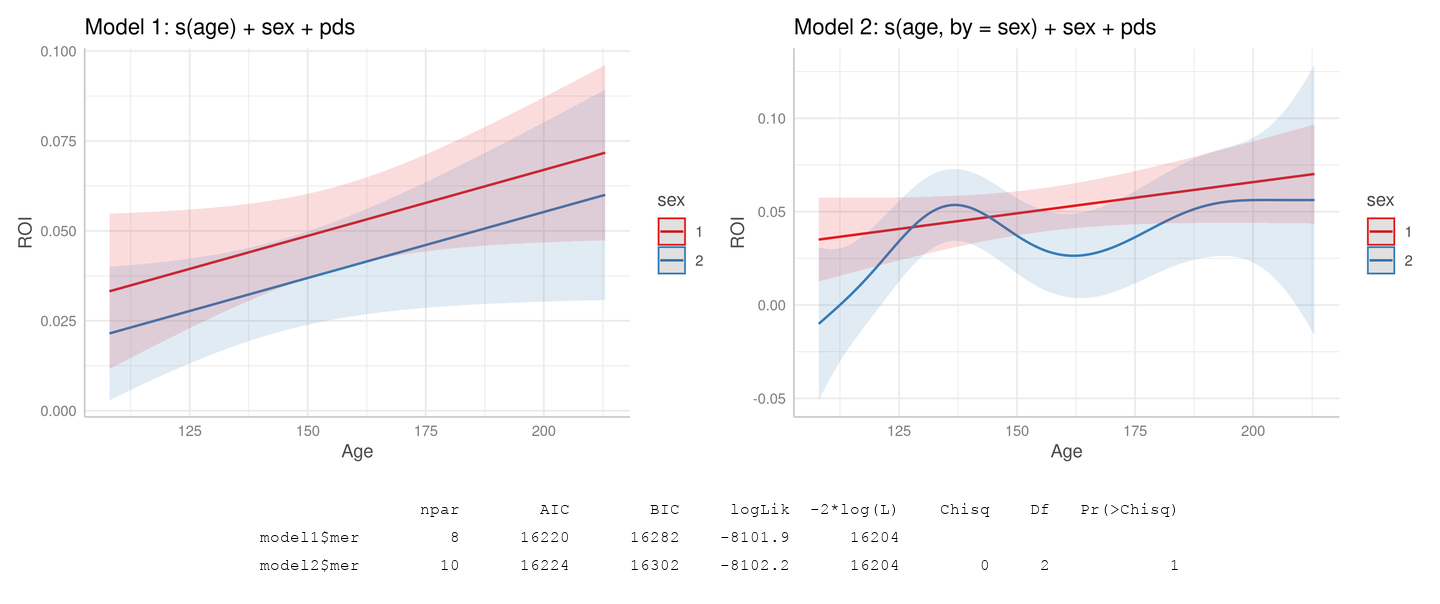 Model 1: s(age) + sex + pds
0.100
0.075
0.050
0.025
0.000
ROI
125 150 175 200
Age
sex
1
2
Model 2: s(age, by = sex) + sex + pds
0.10
0.05
0.00
-0.05
ROI
125 150 175 200
Age
sex
1
2
npar AIC BIC logLik -2*log(L) Chisq Df Pr(>Chisq)
model1$mer 8 16220 16282 -8101.9 16204
model2$mer 10 16224 16302 -8102.2 16204 0 2 1